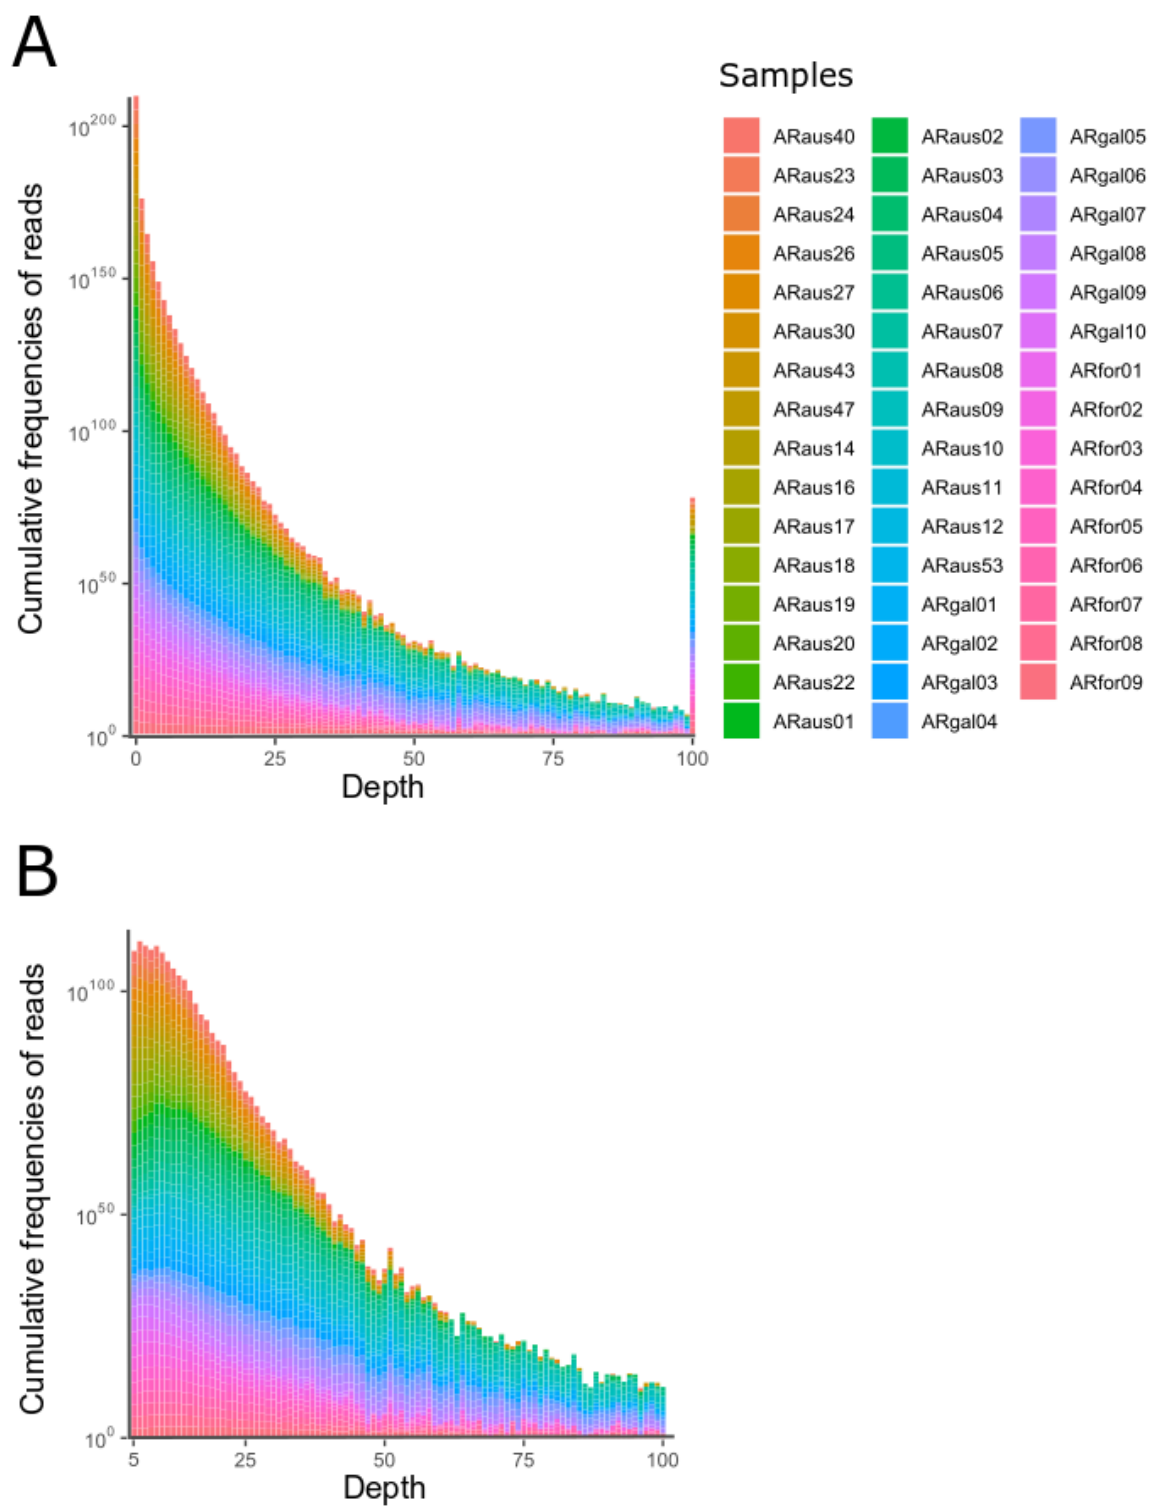 A
Samples
ARaus40 ARaus02 ARgal05
ARaus23 ARaus03 ARgal06
ARaus24 ARaus04 ARgal07
ARaus26 ARaus05 ARgal08
ARaus27 ARaus06 ARgal09
ARaus30 ARaus07 ARgal10
ARaus43 ARaus08 ARfor01
ARaus47 ARaus09 ARfor02
ARaus14 ARaus10 ARfor03
ARaus16 ARaus11 ARfor04
ARaus17 ARaus12 ARfor05
ARaus18 ARaus53 ARfor06
ARaus19 ARgal01 ARfor07
ARaus20 ARgal02 ARfor08
ARaus22 ARgal03 ARfor09
ARaus01 ARgal04
Cumulative frequencies of reads
10^200
10^150
10^100
10^50
10^0
0 25 50 75 100
Depth
B
Cumulative frequencies of reads
10^100
10^50
10^0
5 25 50 75 100
Depth